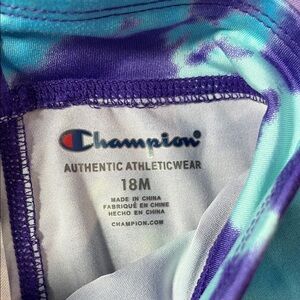 Champion
AUTHENTIC ATHLETICWEAR
18M
MADE IN CHINA
FABRIQUÉ EN CHINE
HECHO EN CHINA
CHAMPION.COM